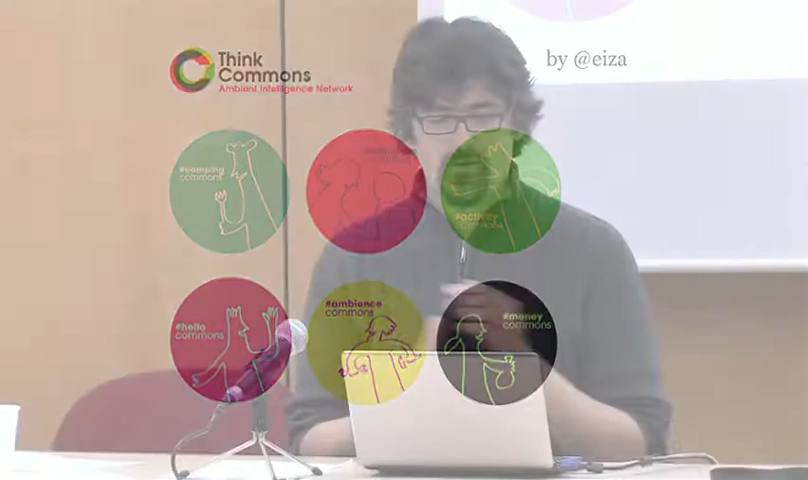 Think
Commons
Ambient Intelligence Network
by @eiza
#camping
commons
#activity
commons
#hello
commons
#ambience
commons
#money
commons